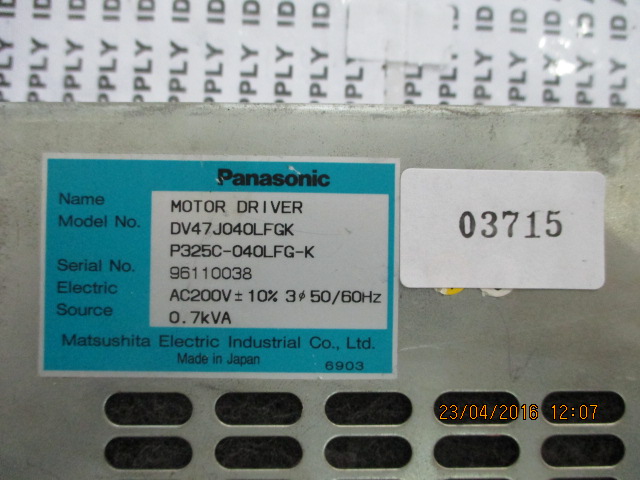 Panasonic
Name MOTOR DRIVER
Model No. DV47J040LFGK
P325C-040LFG-K
Serial No. 96110038
Electric AC200V±10% 3φ50/60Hz
Source 0.7kVA
Matsushita Electric Industrial Co., Ltd.
Made in Japan
6903
03715
23/04/2016 12:07